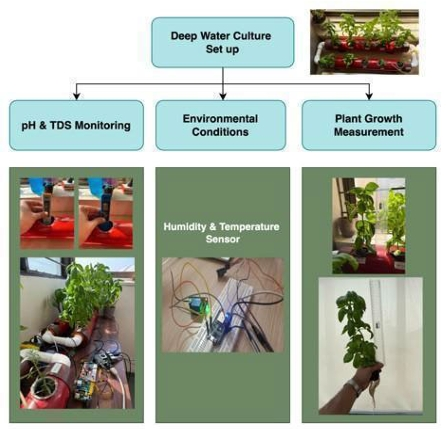 Deep Water Culture
Set up
pH & TDS Monitoring
Environmental
Conditions
Plant Growth
Measurement
Humidity & Temperature
Sensor